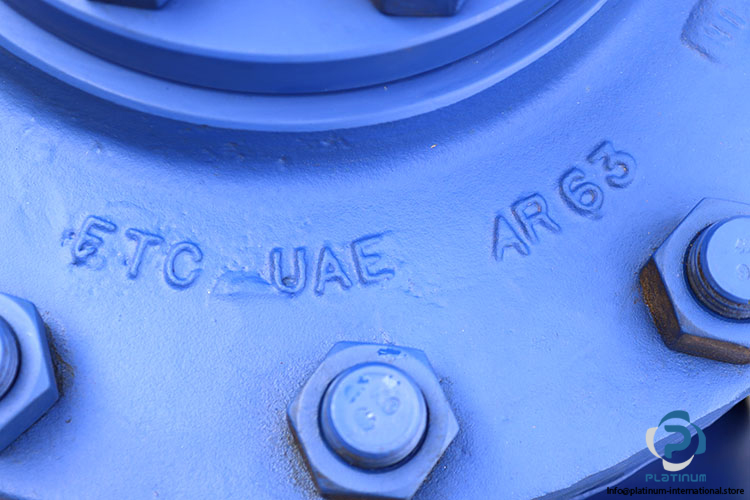 ETC UAE AR63
PLATINUM
Info@platinum-international.store